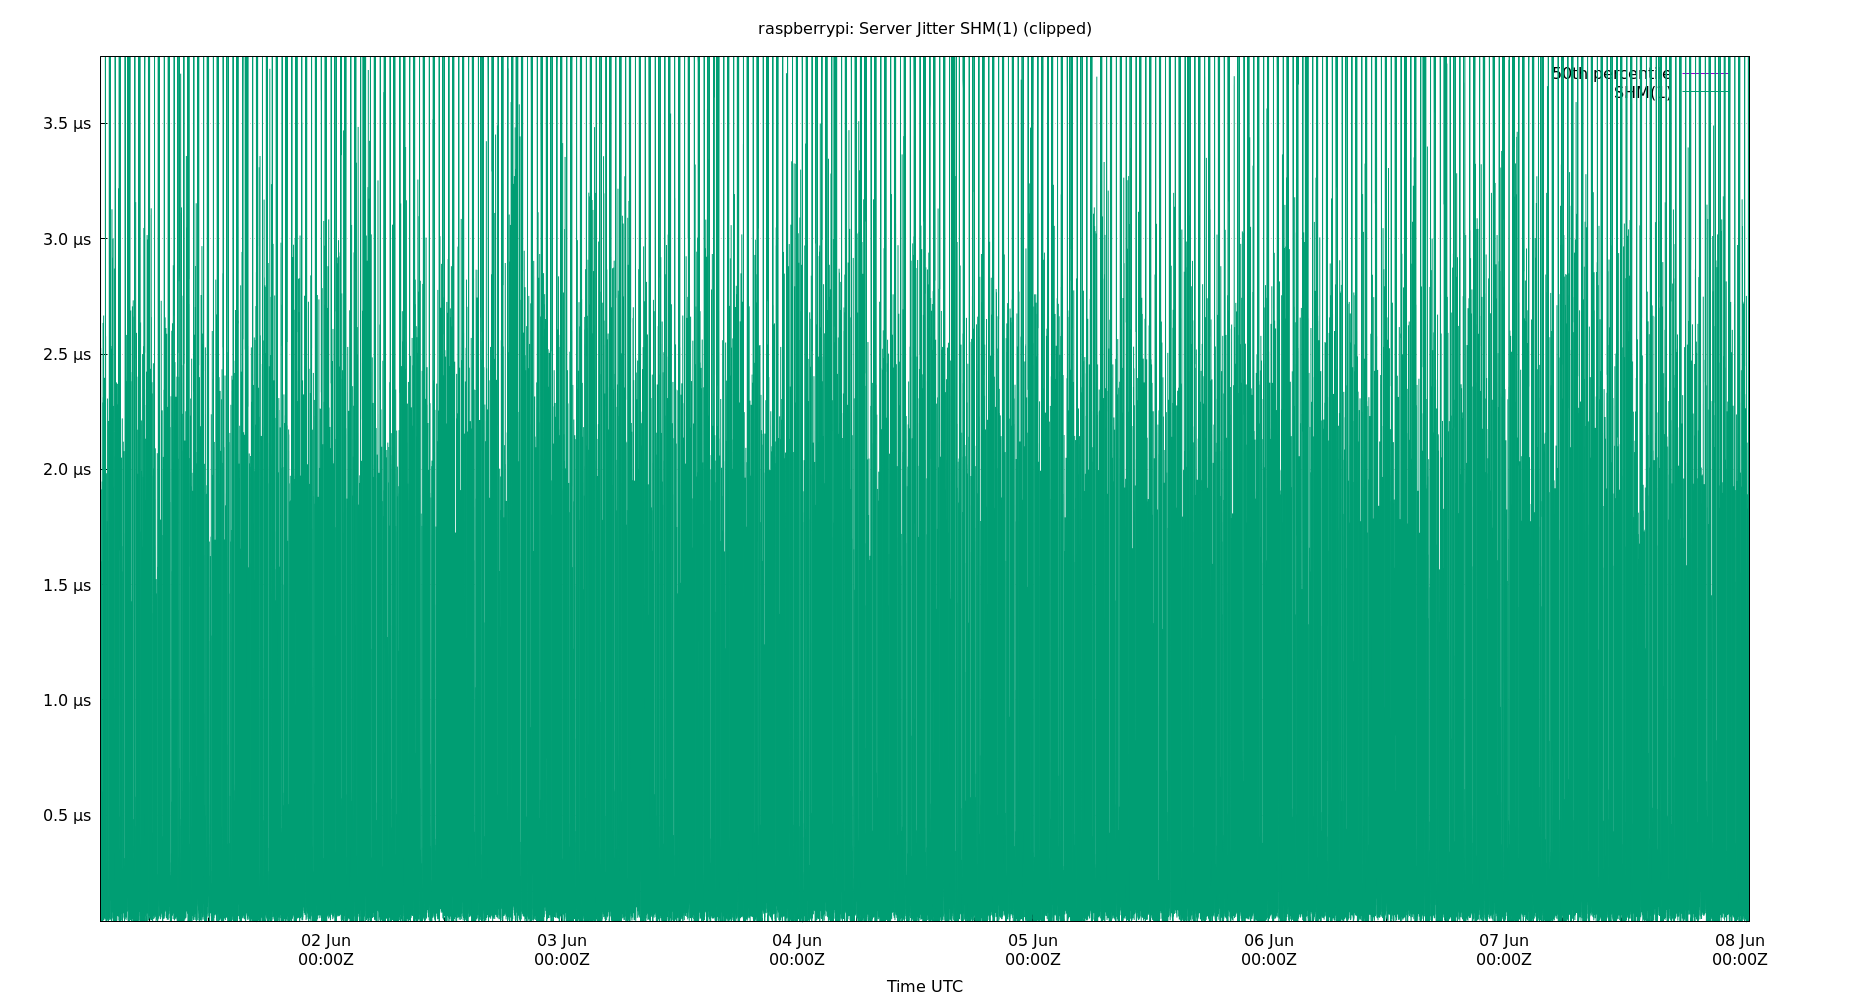 raspberrypi: Server Jitter SHM(1) (clipped)
50th percentile
SHM(1)
3.5 µs
3.0 µs
2.5 µs
2.0 µs
1.5 µs
1.0 µs
0.5 µs
02 Jun 03 Jun 04 Jun 05 Jun 06 Jun 07 Jun 08 Jun
00:00Z 00:00Z 00:00Z 00:00Z 00:00Z 00:00Z 00:00Z
Time UTC